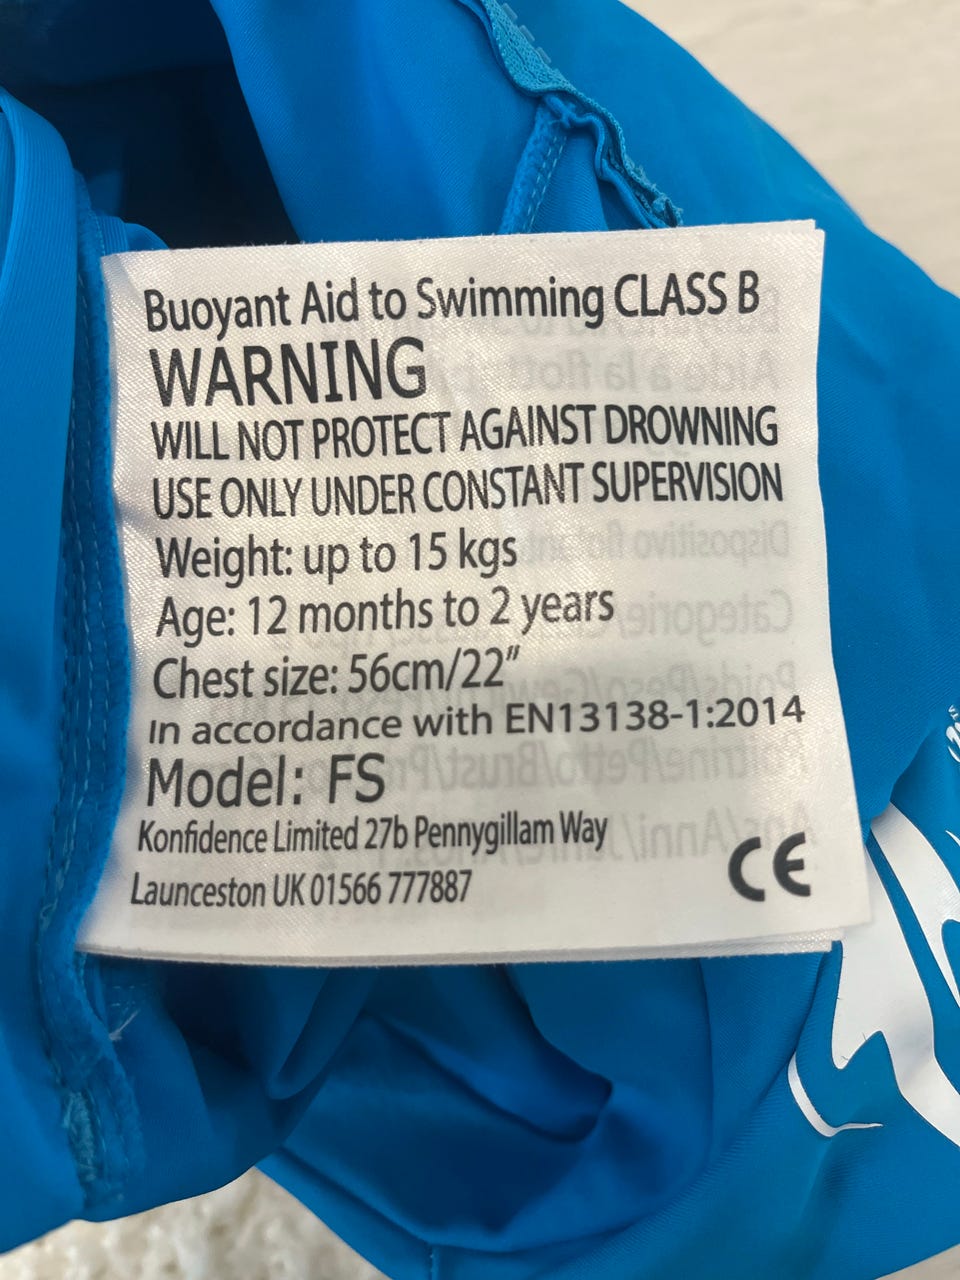 Buoyant Aid to Swimming CLASS B
WARNING
WILL NOT PROTECT AGAINST DROWNING
USE ONLY UNDER CONSTANT SUPERVISION
Weight: up to 15 kgs
Age: 12 months to 2 years
Chest size: 56cm/22"
In accordance with EN13138-1:2014
Model: FS
Konfidence Limited 27b Pennygillam Way
Launceston UK 01566 777887
CE